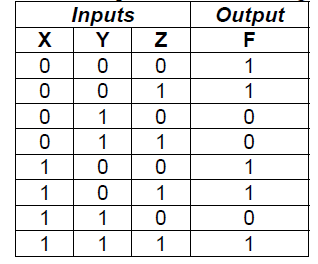 Inputs Output
X Y Z F
0 0 0 1
0 0 1 1
0 1 0 0
0 1 1 0
1 0 0 1
1 0 1 1
1 1 0 0
1 1 1 1